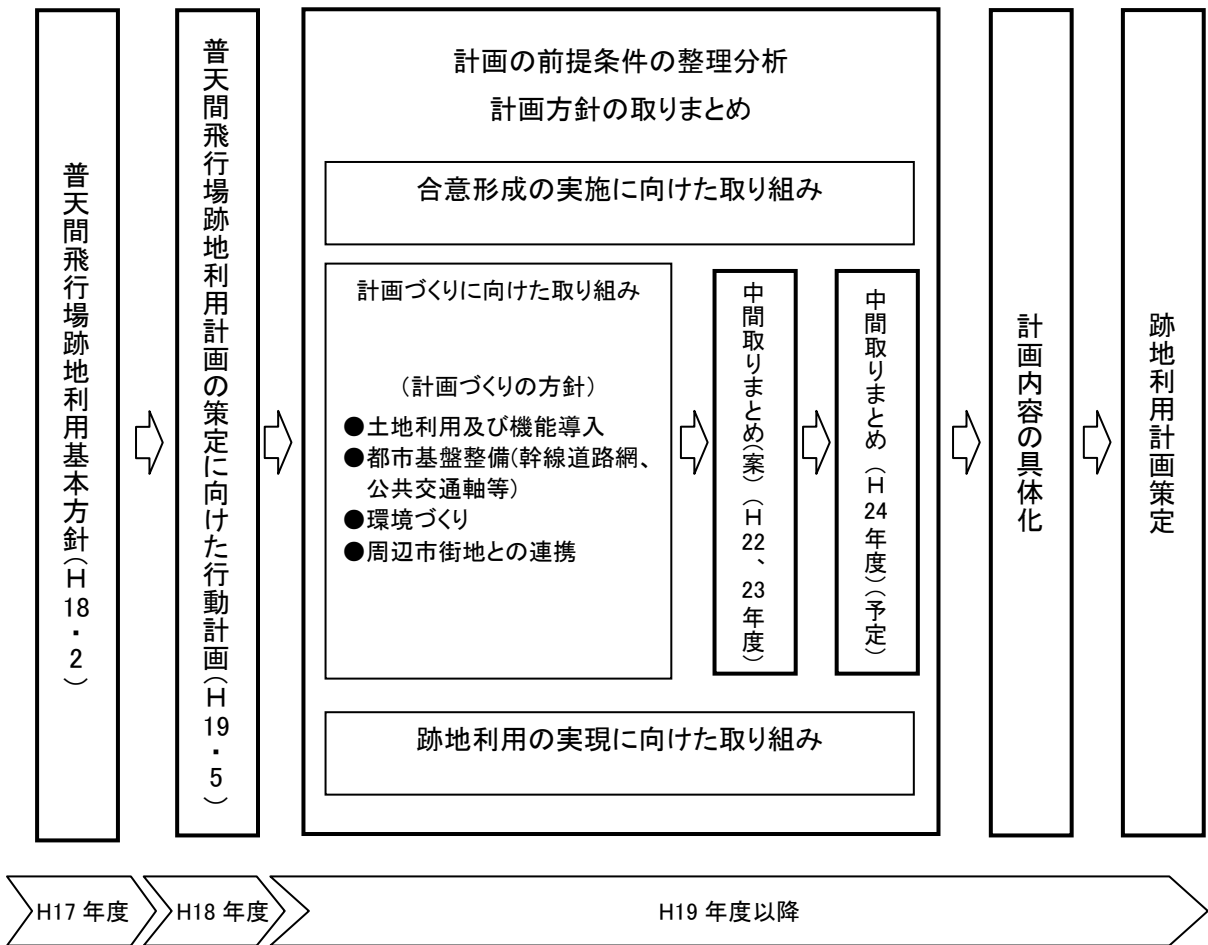 普天間飛行場跡地利用基本方針(H18・2)
普天間飛行場跡地利用計画の策定に向けた行動計画(H19・5)
計画の前提条件の整理分析
計画方針の取りまとめ
合意形成の実施に向けた取り組み
計画づくりに向けた取り組み
(計画づくりの方針)
●土地利用及び機能導入
●都市基盤整備(幹線道路網、
公共交通軸等)
●環境づくり
●周辺市街地との連携
中間取りまとめ(案)(H22、23年度)
中間取りまとめ(H24年度)(予定)
跡地利用の実現に向けた取り組み
計画内容の具体化
跡地利用計画策定
H17 年度
H18 年度
H19 年度以降